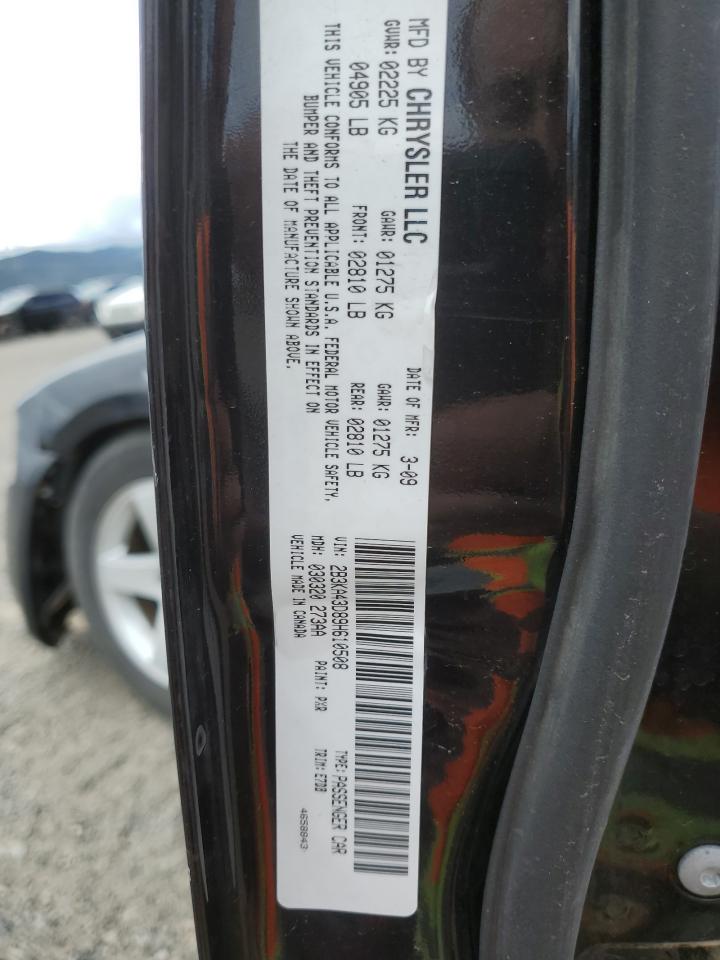 MFD BY CHRYSLER LLC DATE OF MFR: 3-09
GVWR: 02225 KG GAWR: 01275 KG GAWR: 01275 KG
04905 LB FRONT: 02810 LB REAR: 02810 LB
THIS VEHICLE CONFORMS TO ALL APPLICABLE U.S.A. FEDERAL MOTOR VEHICLE SAFETY,
BUMPER AND THEFT PREVENTION STANDARDS IN EFFECT ON
THE DATE OF MANUFACTURE SHOWN ABOVE.
VIN: 2B3KA43D89H610508 TYPE: PASSENGER CAR
MDH: 030320 273AA PAINT: PXR TRIM: E7DB
VEHICLE MADE IN CANADA 4658843